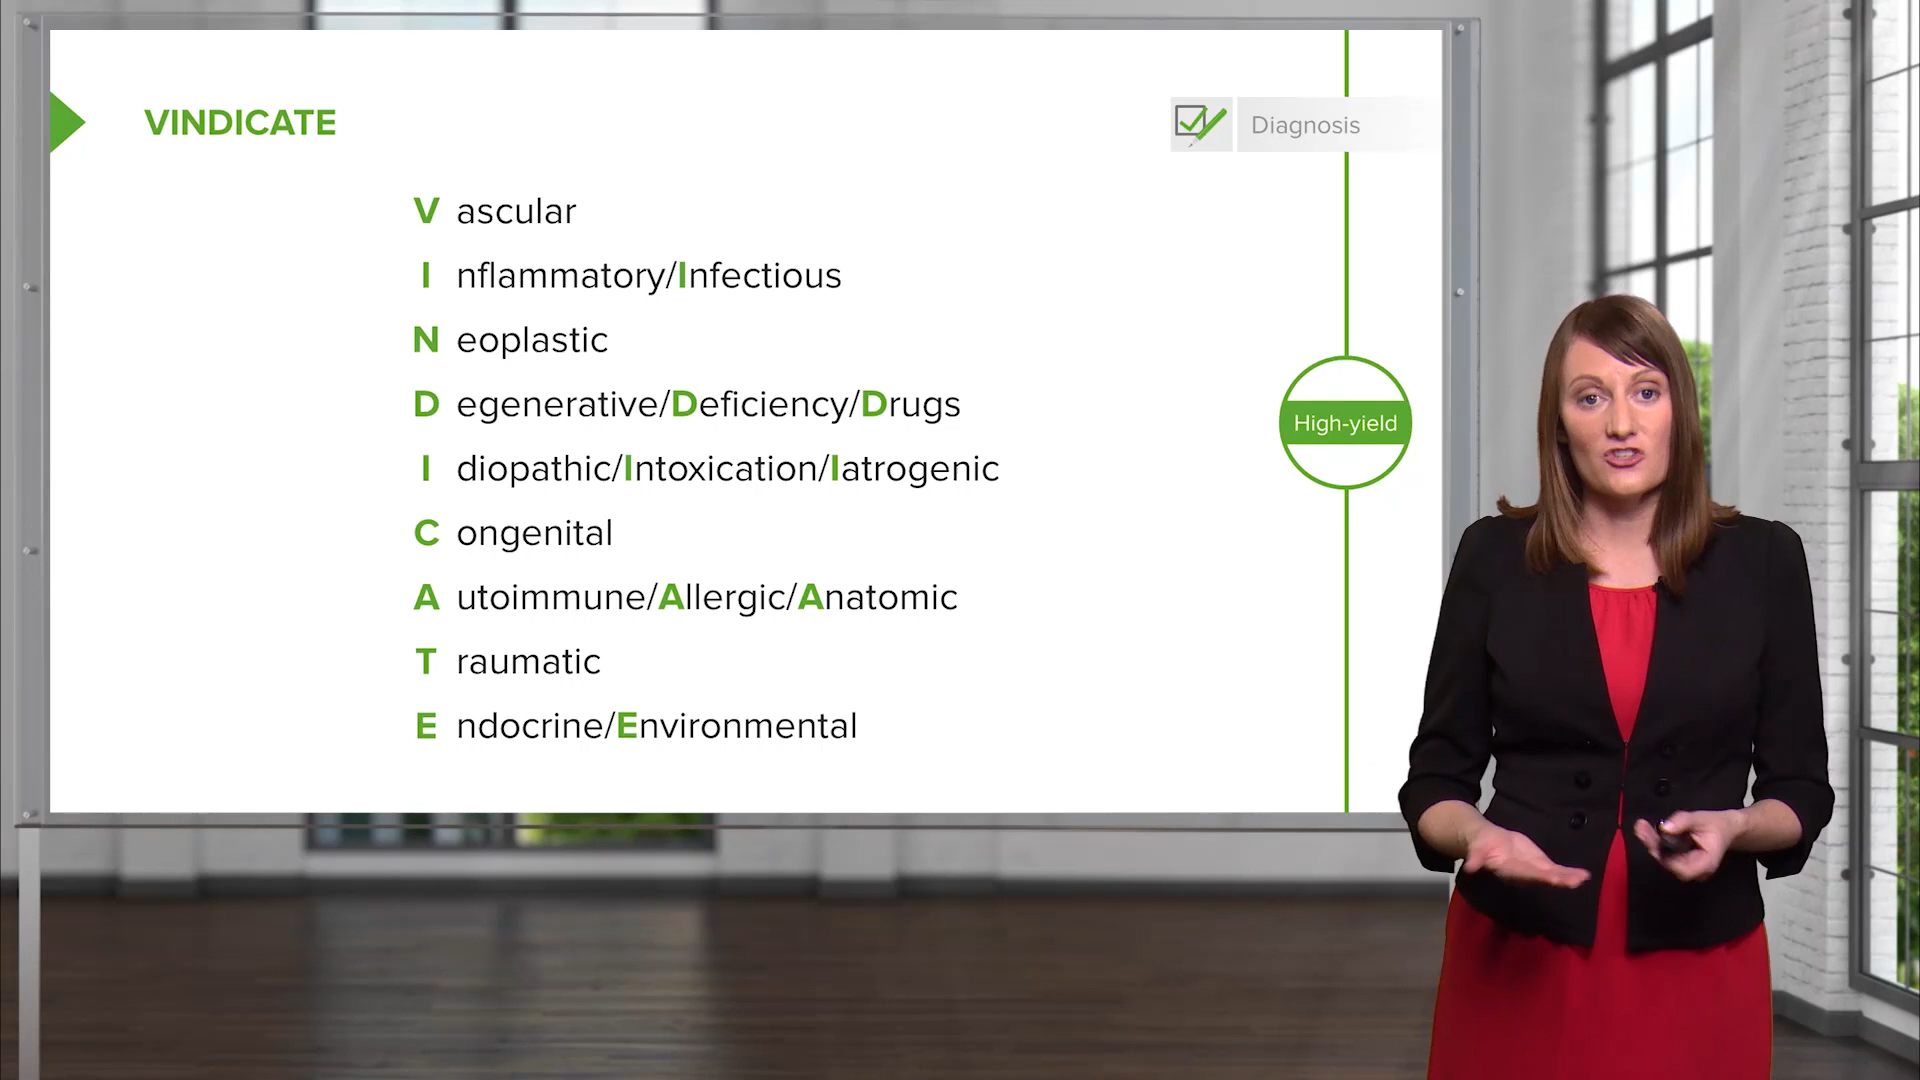 VINDICATE
Diagnosis
V ascular
I nflammatory/Infectious
N eoplastic
D egenerative/Deficiency/Drugs
I diopathic/Intoxication/Iatrogenic
C ongenital
A utoimmune/Allergic/Anatomic
T raumatic
E ndocrine/Environmental
High-yield